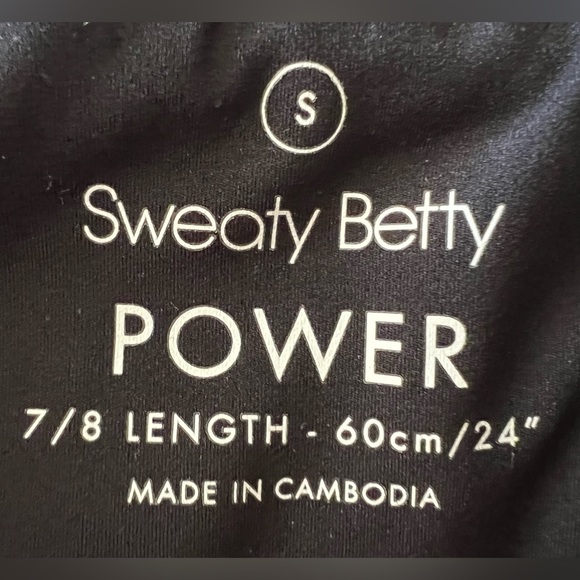 S
Sweaty Betty
POWER
7/8 LENGTH - 60cm/24"
MADE IN CAMBODIA